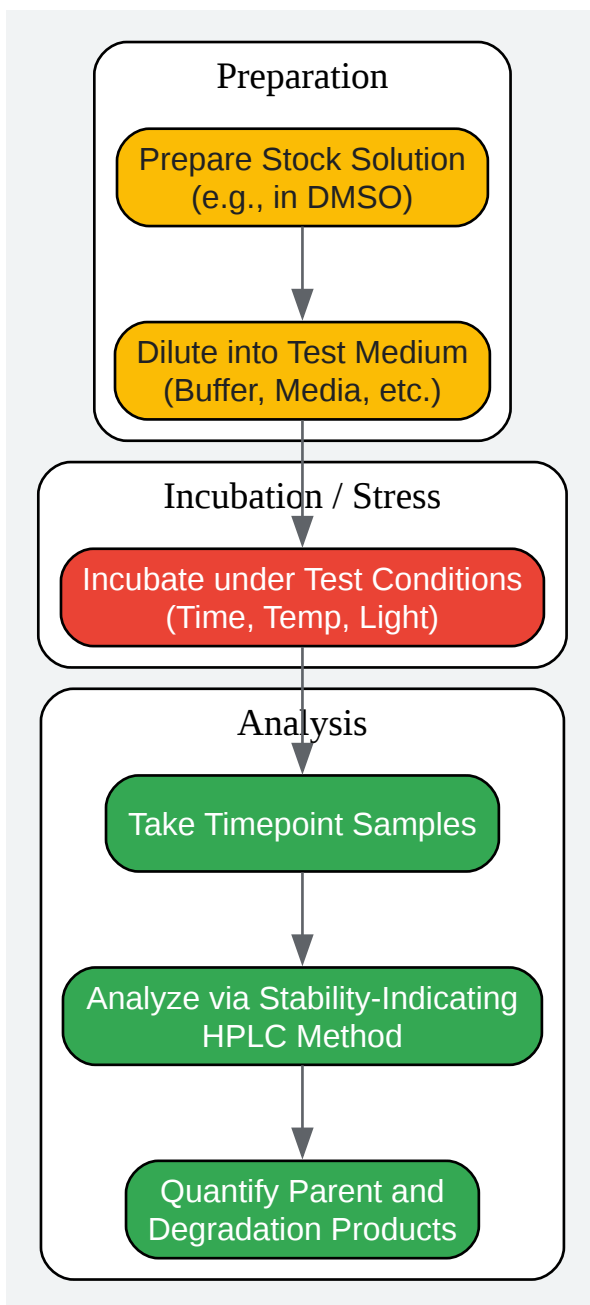 Preparation
Prepare Stock Solution
(e.g., in DMSO)
Dilute into Test Medium
(Buffer, Media, etc.)
Incubation / Stress
Incubate under Test Conditions
(Time, Temp, Light)
Analysis
Take Timepoint Samples
Analyze via Stability-Indicating
HPLC Method
Quantify Parent and
Degradation Products